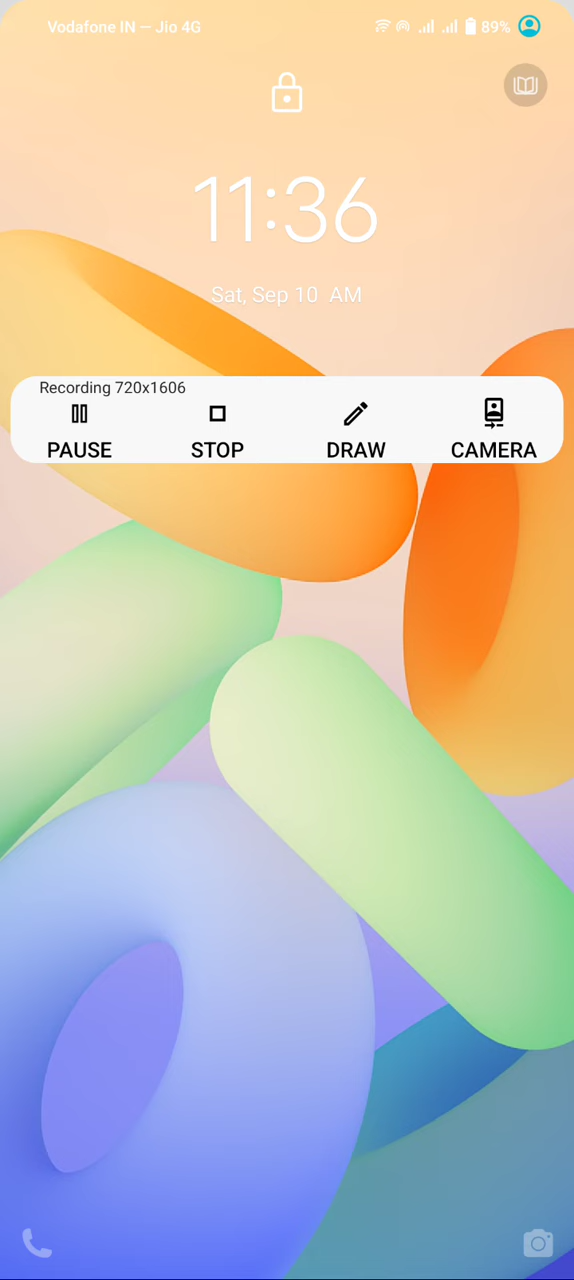 Vodafone IN — Jio 4G 89%
11:36
Sat, Sep 10 AM
Recording 720x1606
PAUSE STOP DRAW CAMERA